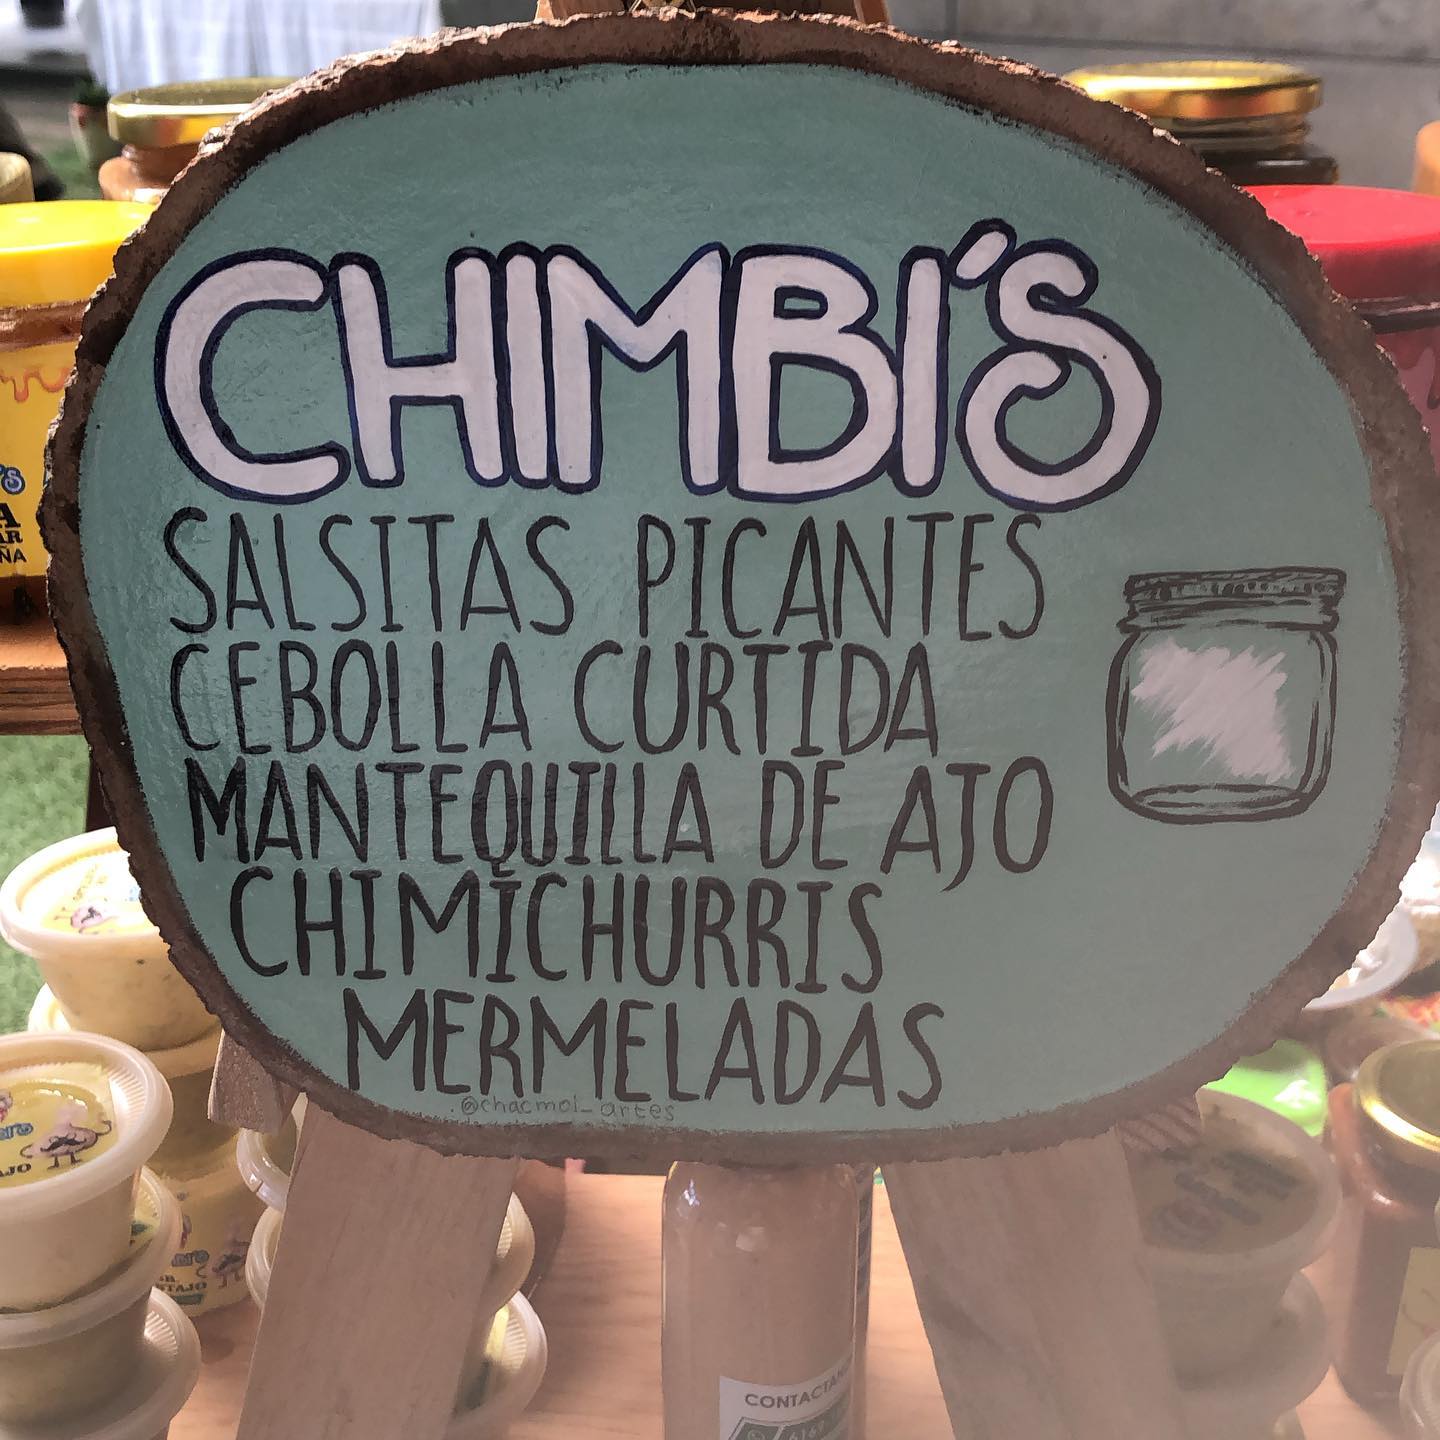 CHIMBI'S
SALSITAS PICANTES
CEBOLLA CURTIDA
MANTEQUILLA DE AJO
CHIMICHURRIS
MERMELADAS
@chacmol_artes